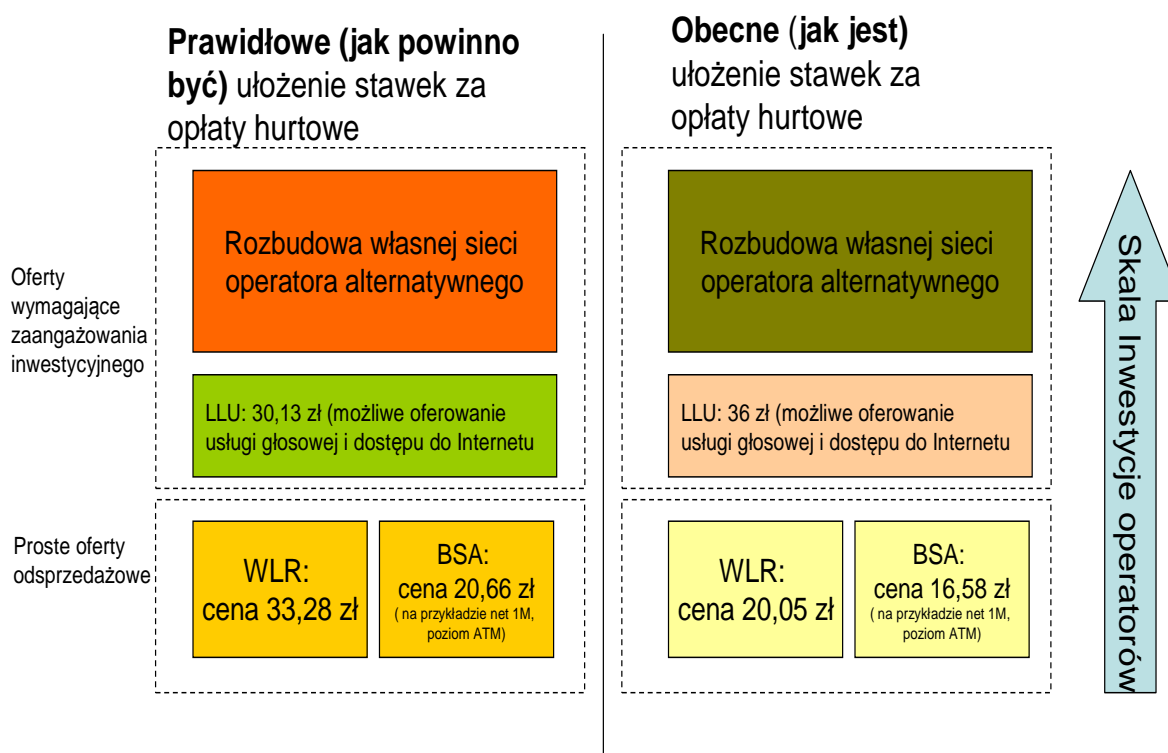 Prawidłowe (jak powinno
być) ułożenie stawek za
opłaty hurtowe
Obecne (jak jest)
ułożenie stawek za
opłaty hurtowe
Oferty
wymagające
zaangażowania
inwestycyjnego
Rozbudowa własnej sieci
operatora alternatywnego
Rozbudowa własnej sieci
operatora alternatywnego
LLU: 30,13 zł (możliwe oferowanie
usługi głosowej i dostępu do Internetu
LLU: 36 zł (możliwe oferowanie
usługi głosowej i dostępu do Internetu
Proste oferty
odsprzedażowe
WLR:
cena 33,28 zł
BSA:
cena 20,66 zł
( na przykładzie net 1M,
poziom ATM)
WLR:
cena 20,05 zł
BSA:
cena 16,58 zł
( na przykładzie net 1M,
poziom ATM)
Skala Inwestycje operatorów